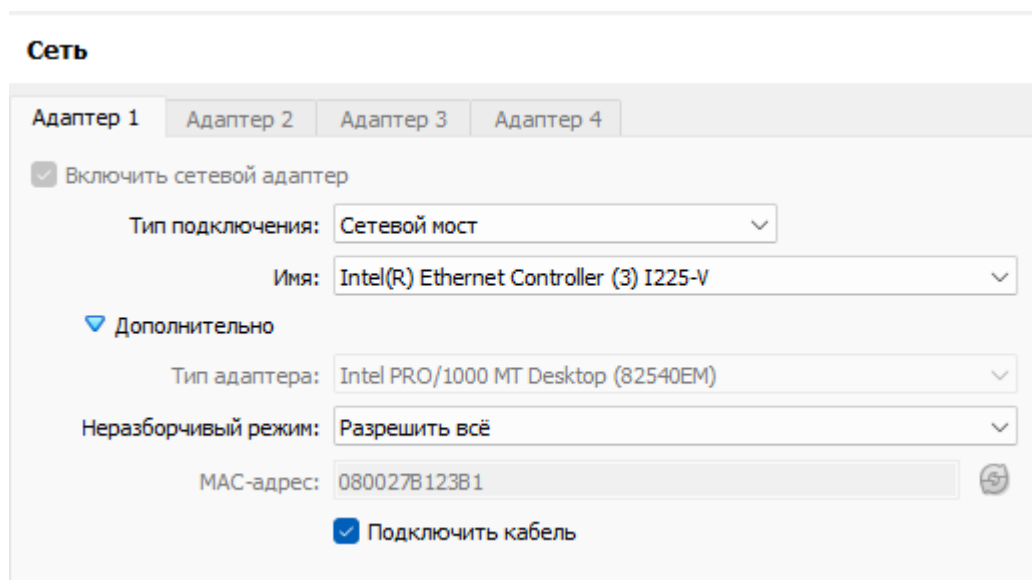 Сеть
Адаптер 1 Адаптер 2 Адаптер 3 Адаптер 4
Включить сетевой адаптер
Тип подключения: Сетевой мост
Имя: Intel(R) Ethernet Controller (3) I225-V
Дополнительно
Тип адаптера: Intel PRO/1000 MT Desktop (82540EM)
Неразборчивый режим: Разрешить всё
MAC-адрес: 080027B123B1
Подключить кабель